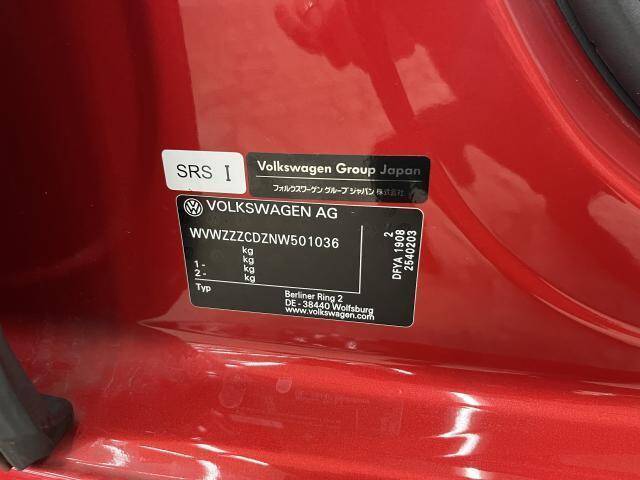 SRS I
Volkswagen Group Japan
フォルクスワーゲン グループ ジャパン 株式会社
VOLKSWAGEN AG
WVWZZZCDZNW501036
kg
kg
1 - kg
2 - kg
Typ
Berliner Ring 2
DE - 38440 Wolfsburg
www.volkswagen.com
2
DFYA 1908
2540203